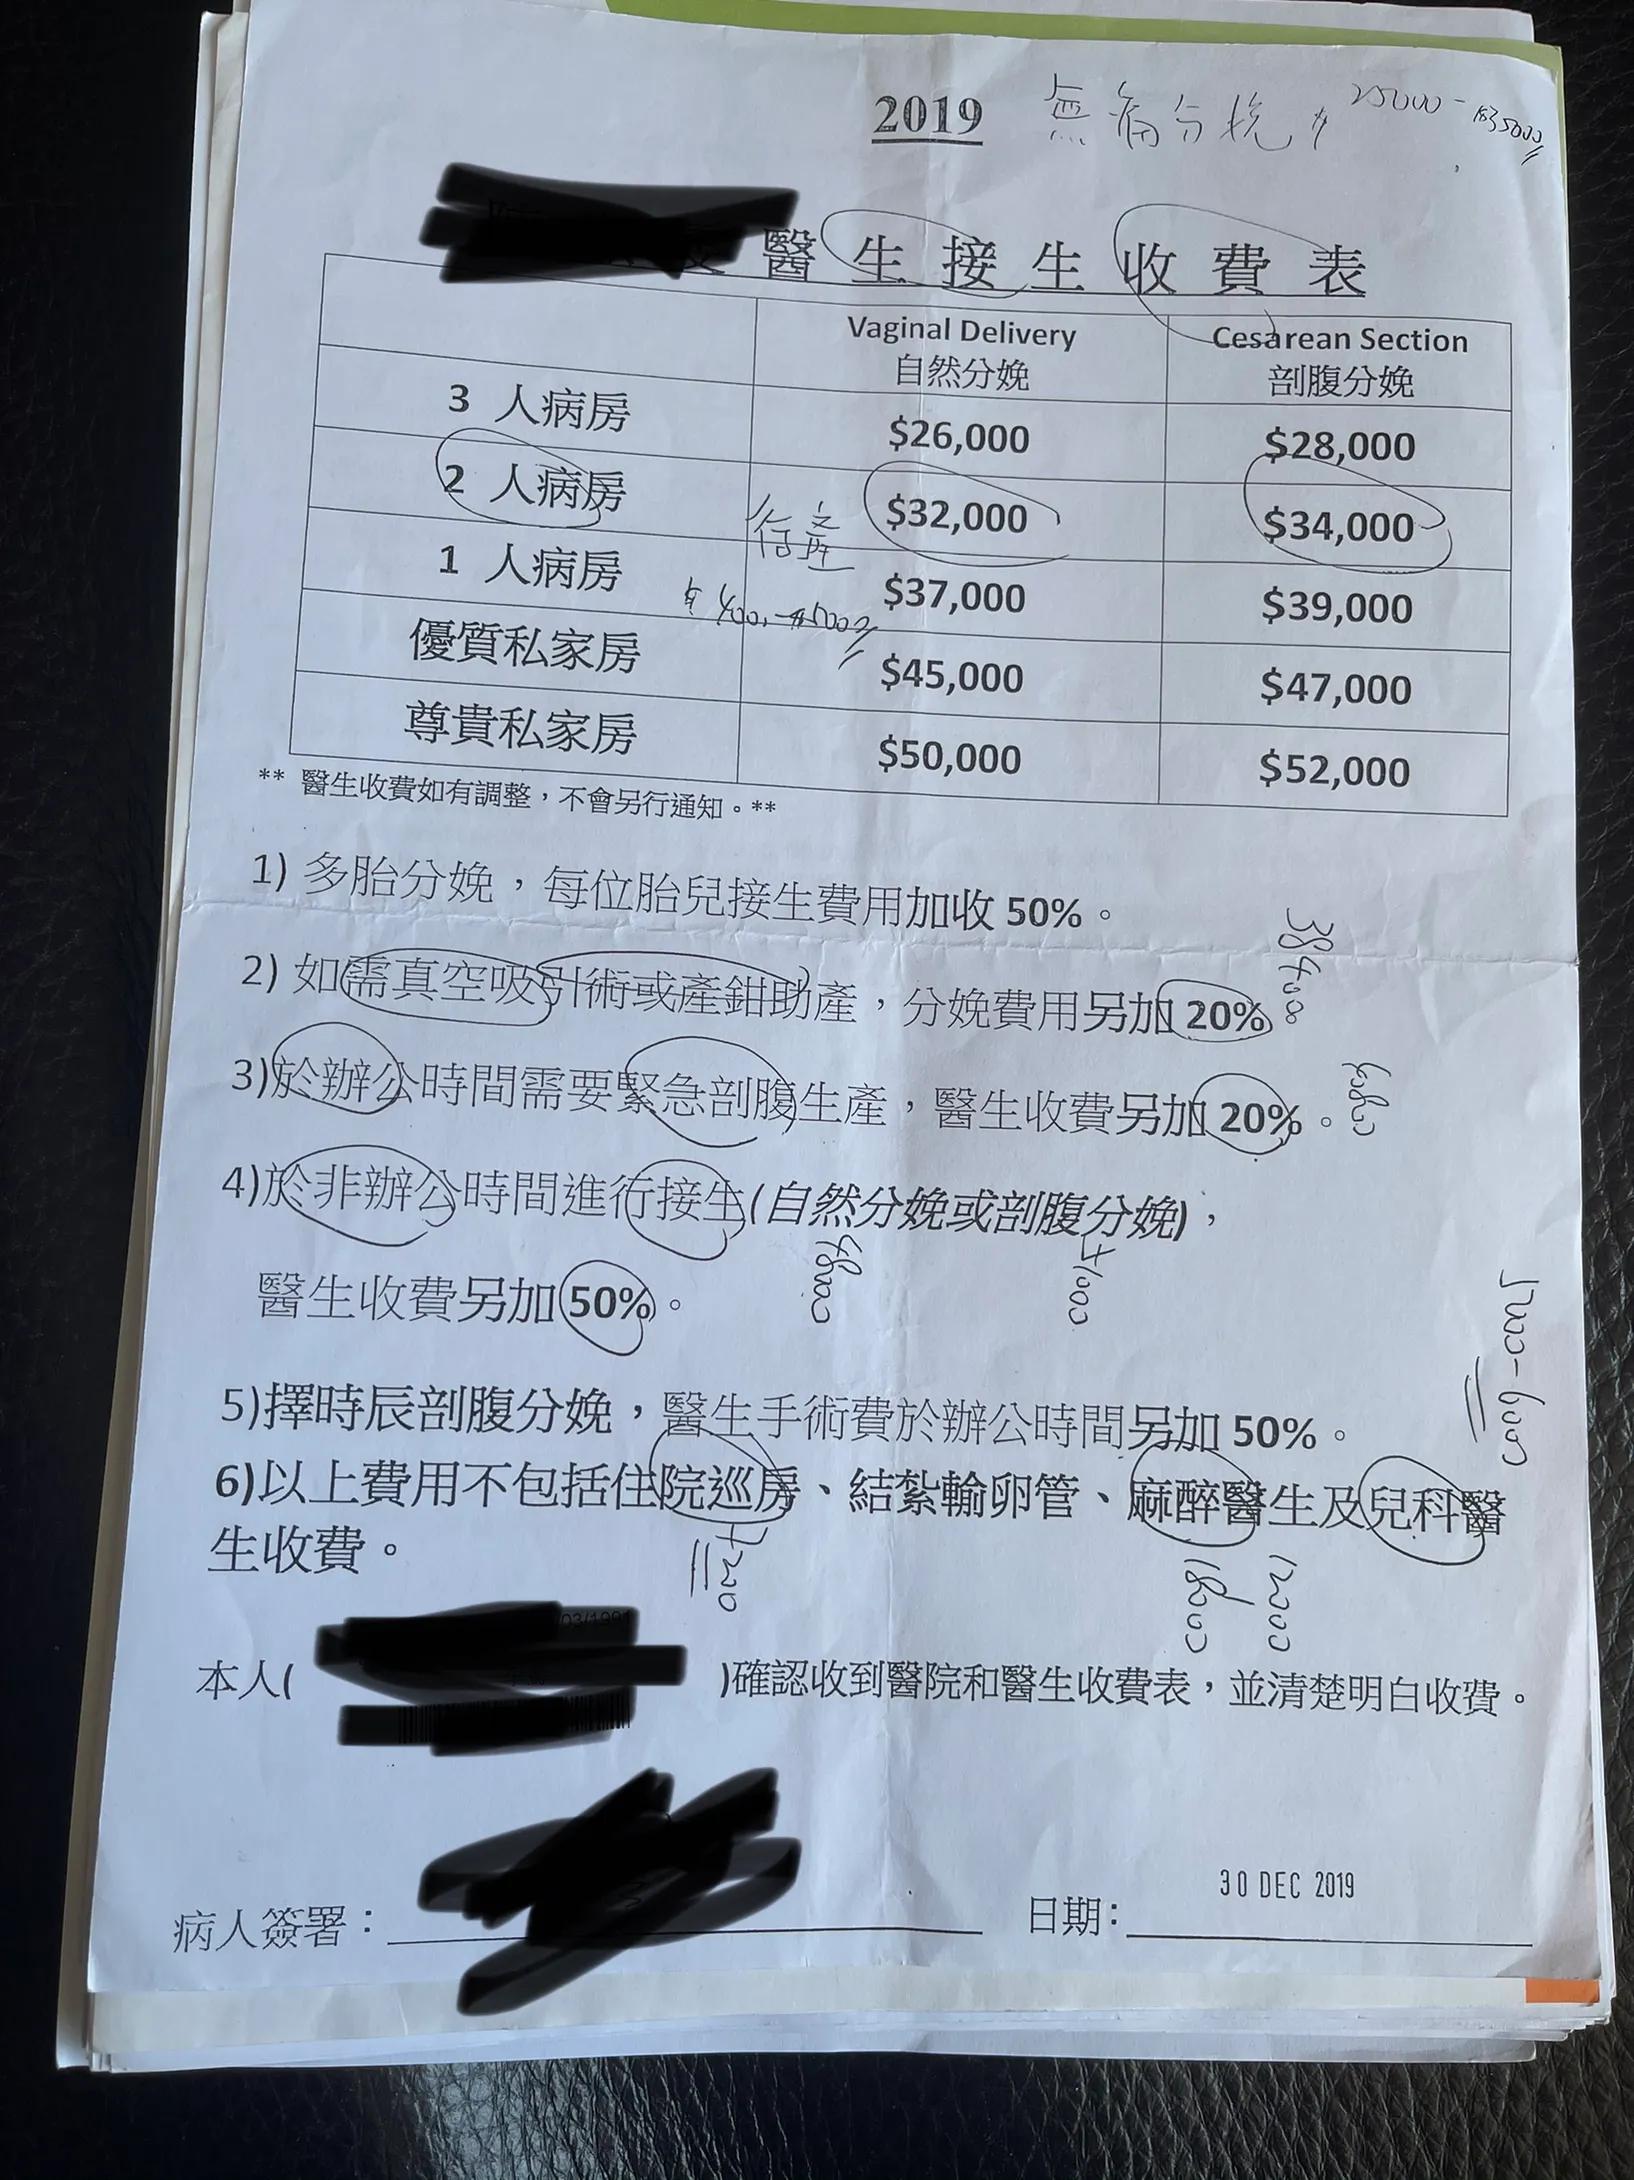 2019 無痛分娩 $ 25000 - 35000
醫生接生收費表
Vaginal Delivery 自然分娩
Cesarean Section 剖腹分娩
3 人病房 $26,000 $28,000
2 人病房 $32,000 $34,000
1 人病房 $37,000 $39,000
優質私家房 $45,000 $47,000
尊貴私家房 $50,000 $52,000
** 醫生收費如有調整，不會另行通知。**
1) 多胎分娩，每位胎兒接生費用加收 50%。
38400
2) 如需真空吸引術或產鉗助產，分娩費用另加 20%
3)於辦公時間需要緊急剖腹生產，醫生收費另加 20%。
4)於非辦公時間進行接生(自然分娩或剖腹分娩)，
醫生收費另加 50%。
48000
51000
5)擇時辰剖腹分娩，醫生手術費於辦公時間另加 50%。
6)以上費用不包括住院巡房、結紮輸卵管、麻醉醫生及兒科醫
生收費。
本人( )確認收到醫院和醫生收費表，並清楚明白收費。
病人簽署：
日期: 30 DEC 2019